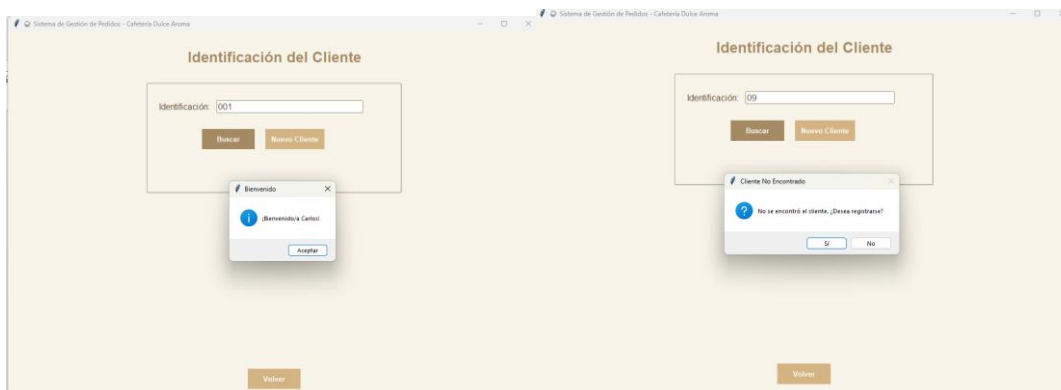 Sistema de Gestión de Pedidos - Cafetería Dulce Aroma
Identificación del Cliente
Identificación: 001
Buscar Nuevo Cliente
Bienvenido
¡Bienvenido/a Carlos!
Aceptar
Volver
Sistema de Gestión de Pedidos - Cafetería Dulce Aroma
Identificación del Cliente
Identificación: 09
Buscar Nuevo Cliente
Cliente No Encontrado
No se encontró el cliente. ¿Desea registrarse?
Sí No
Volver